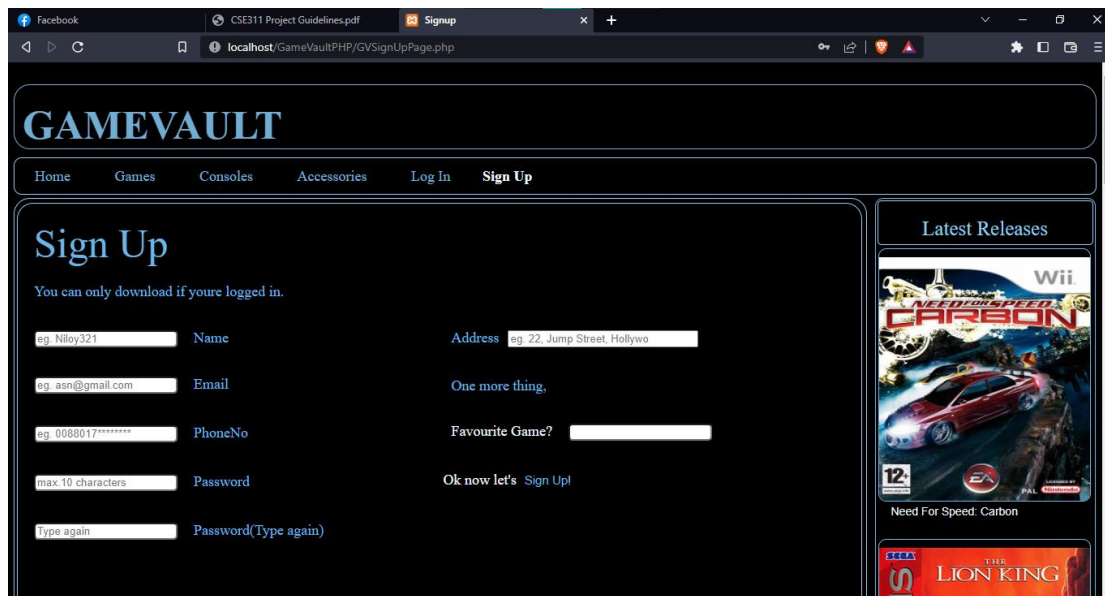 Facebook
CSE311 Project Guidelines.pdf
Signup
localhost/GameVaultPHP/GVSignUpPage.php
GAMEVAULT
Home Games Consoles Accessories Log In Sign Up
Sign Up
You can only download if youre logged in.
eg. Niloy321 Name
eg. asn@gmail.com Email
eg. 0088017******** PhoneNo
max.10 characters Password
Type again Password(Type again)
Address eg. 22, Jump Street, Hollywo
One more thing,
Favourite Game?
Ok now let's Sign Up!
Latest Releases
Wii
NEED FOR SPEED
CARBON
12+
EA
PAL
Nintendo
Need For Speed: Carbon
SEGA
THE
LION KING